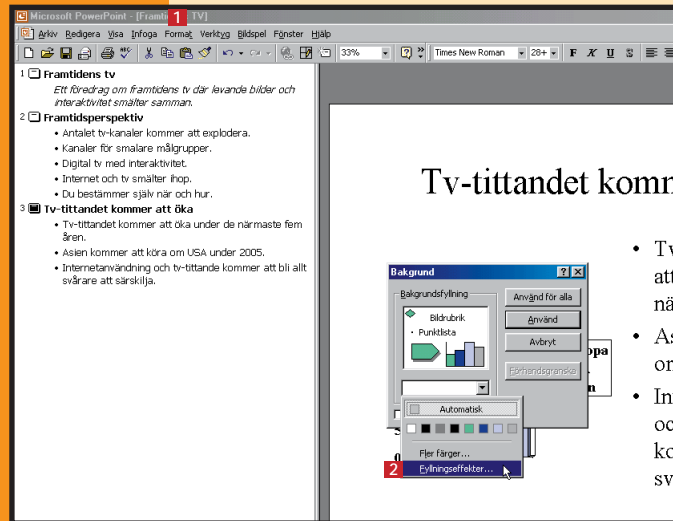 Microsoft PowerPoint - [Framti 1 TV]
Arkiv Redigera Visa Infoga Format Verktyg Bildspel Fönster Hjälp
33% Times New Roman 28+ F K U S
1 Framtidens tv
Ett föredrag om framtidens tv där levande bilder och
interaktivitet smälter samman.
2 Framtidsperspektiv
• Antalet tv-kanaler kommer att explodera.
• Kanaler för smalare målgrupper.
• Digital tv med interaktivitet.
• Internet och tv smälter ihop.
• Du bestämmer själv när och hur.
3 Tv-tittandet kommer att öka
• Tv-tittandet kommer att öka under de närmaste fem
åren.
• Asien kommer att köra om USA under 2005.
• Internetanvändning och tv-tittande kommer att bli allt
svårare att särskilja.
Tv-tittandet komm
Bakgrund
Bakgrundsfyllning
Bildrubrik
• Punktlista
Använd för alla
Använd
Avbryt
Förhandsgranska
Automatisk
Fler färger...
2 Fyllningseffekter...
opa
n
• Tv
att
nä
• As
or
• In
oc
ko
sv